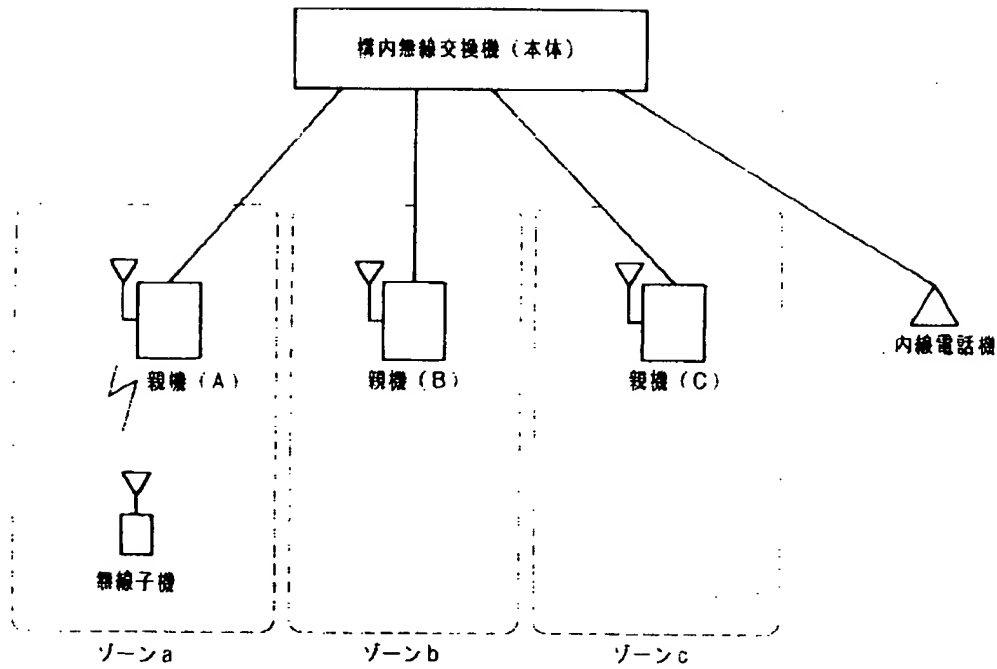 構内無線交換機(本体)
内線電話機
親機(A)
親機(B)
親機(C)
無線子機
ゾーンa
ゾーンb
ゾーンc